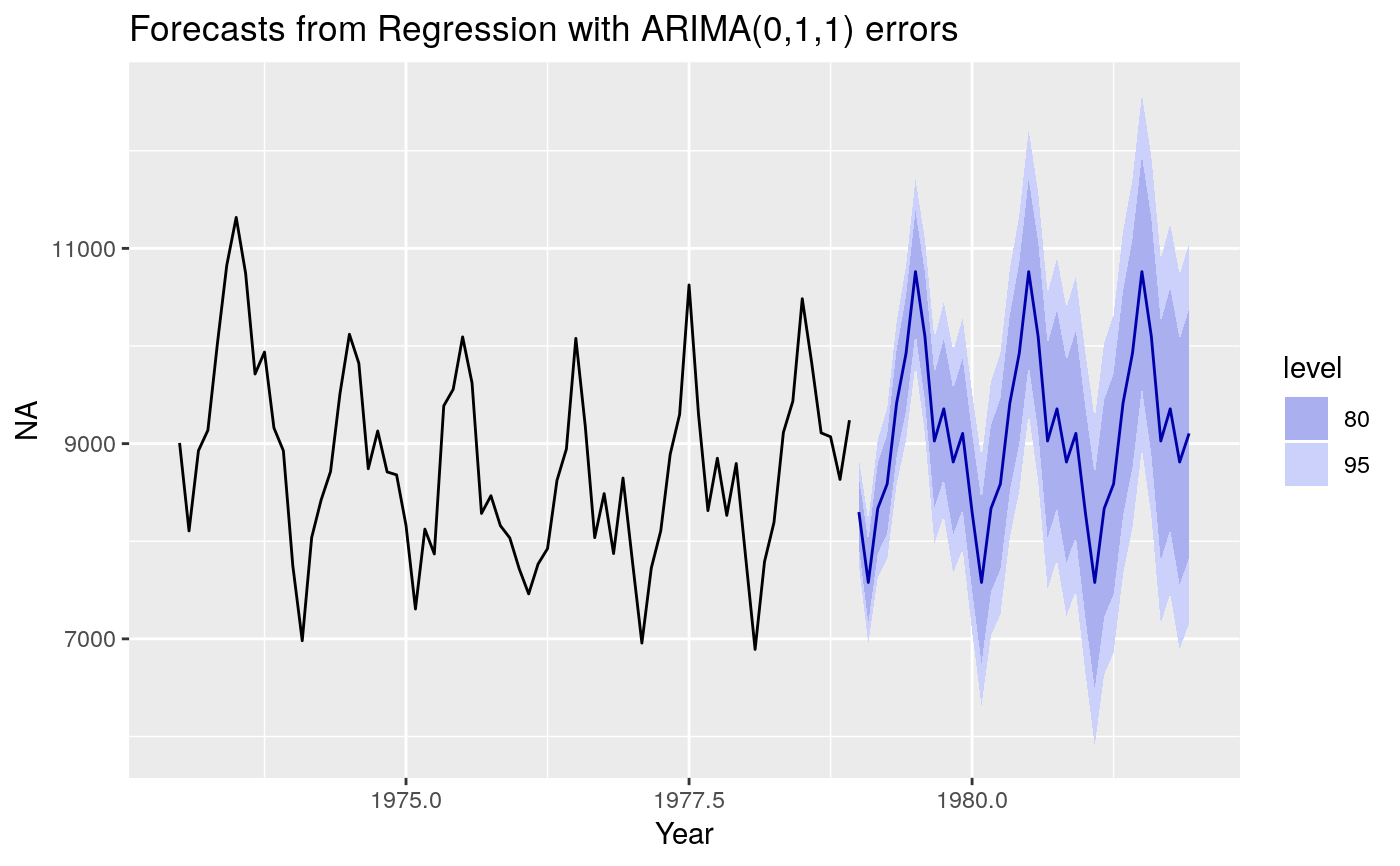 Forecasts from Regression with ARIMA(0,1,1) errors
11000
9000
7000
NA
1975.0
1977.5
1980.0
Year
level
80
95